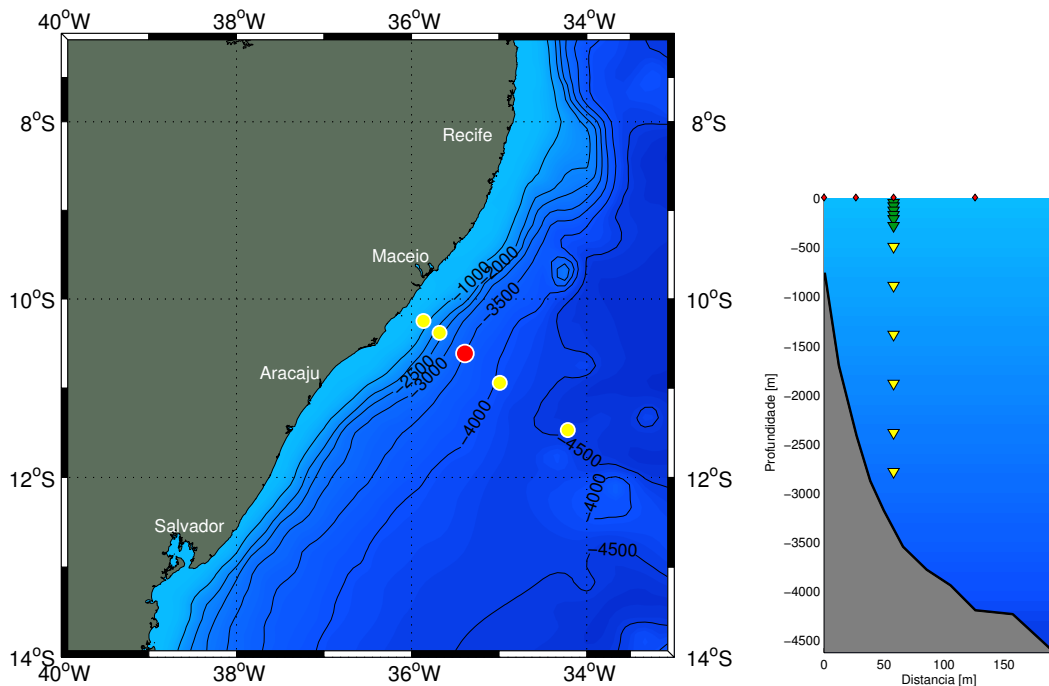 40°W 38°W 36°W 34°W
8°S 8°S
Recife
Maceio
−1000
−2000
−3500
10°S 10°S
Aracaju
−2500
−3000
−4000
−4500
12°S 12°S
−4000
Salvador
−4500
14°S 14°S
40°W 38°W 36°W 34°W
0
−500
−1000
−1500
−2000
−2500
−3000
−3500
−4000
−4500
Profundidade [m]
0 50 100 150
Distancia [m]